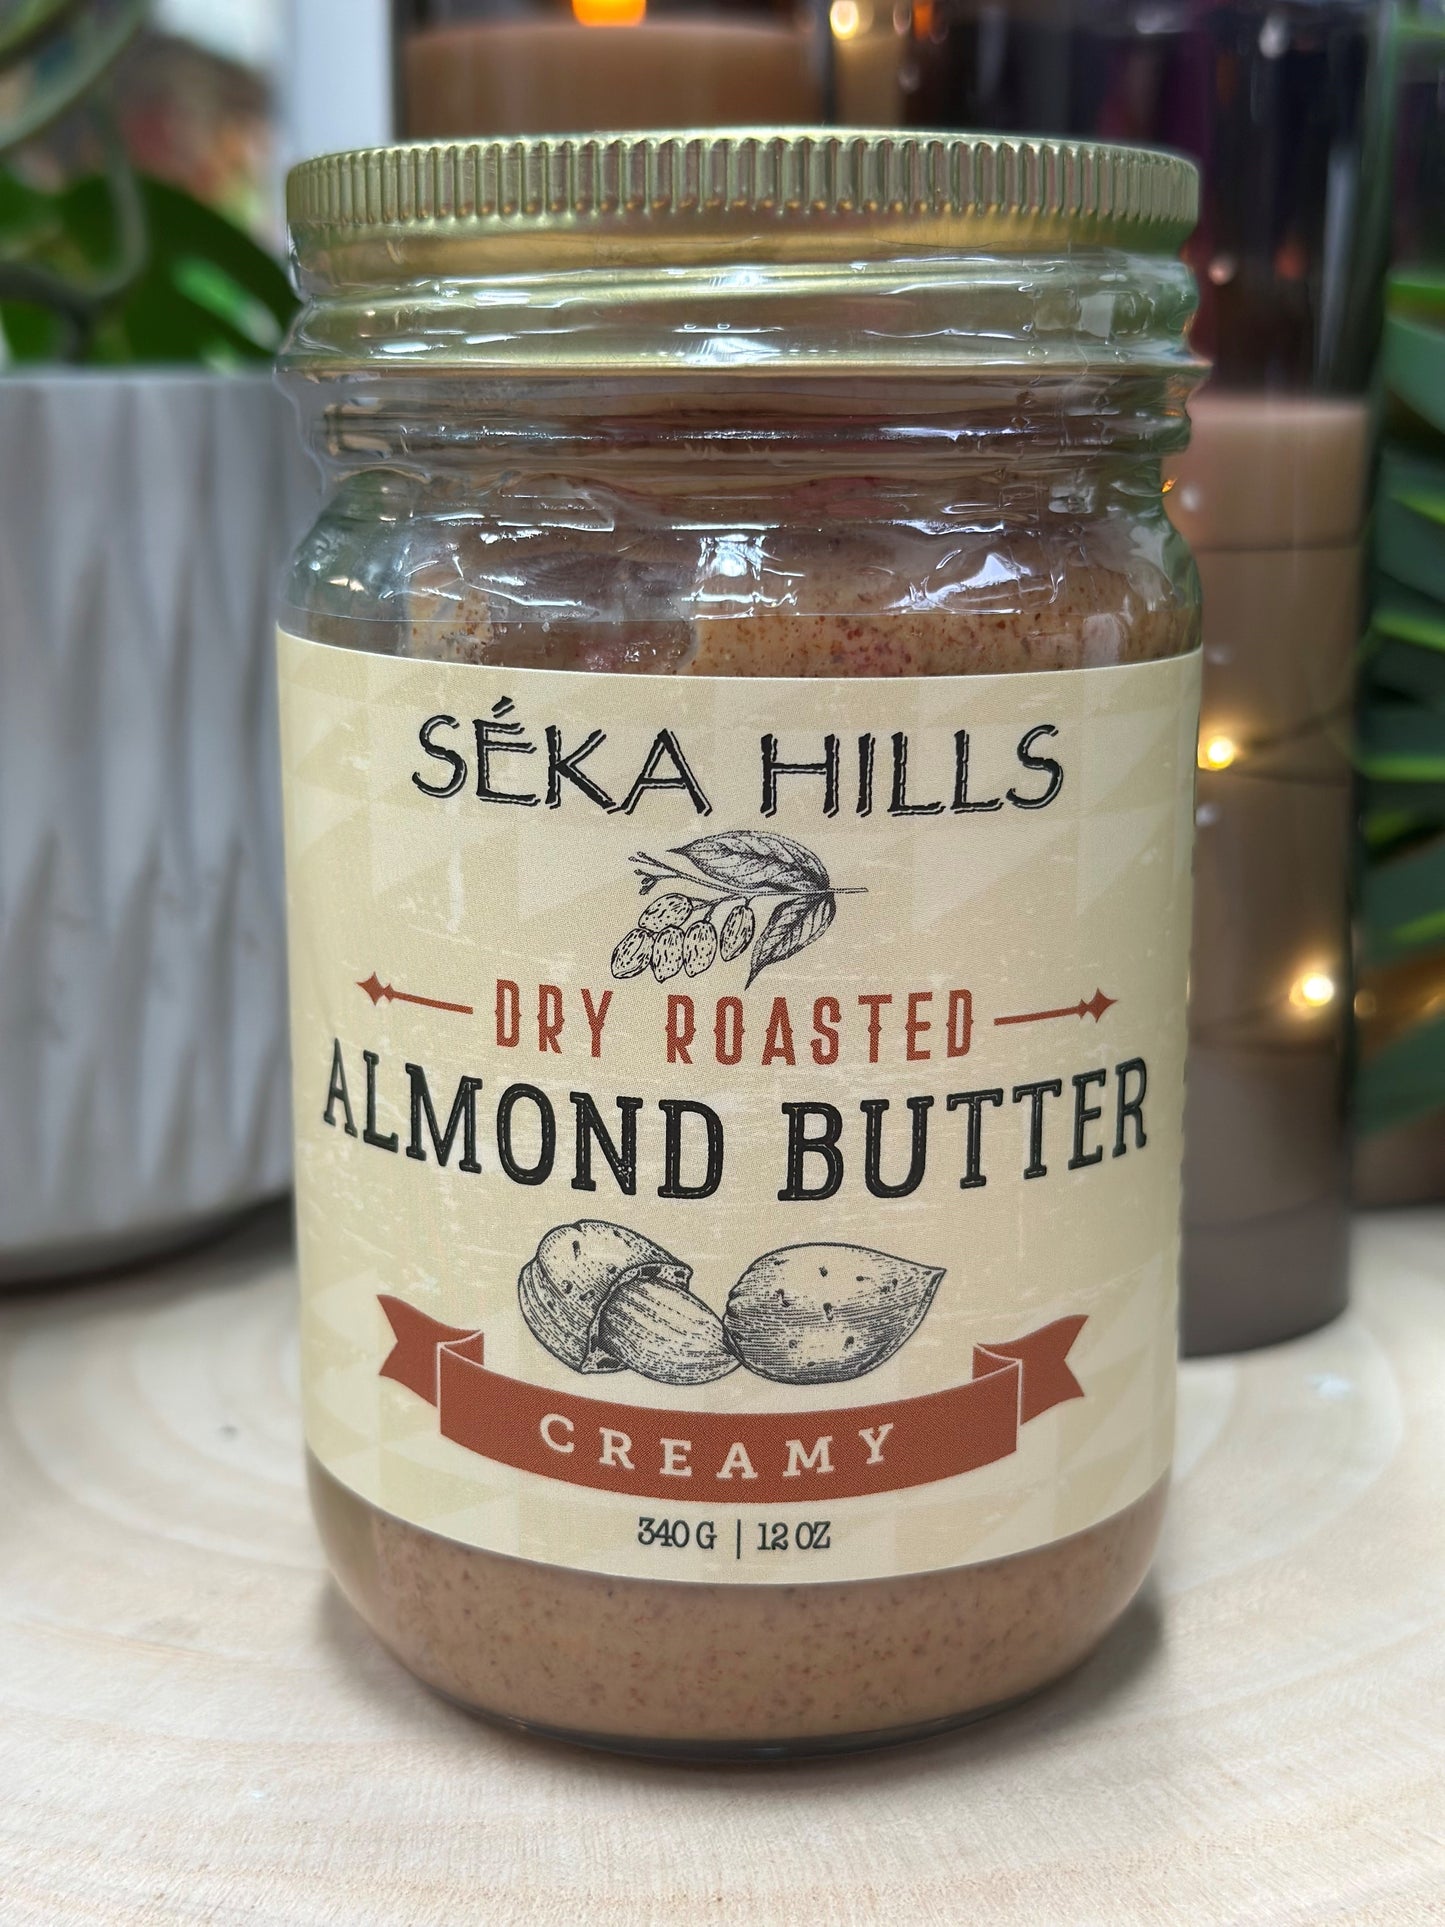 SÉKA HILLS
DRY ROASTED
ALMOND BUTTER
CREAMY
340 G | 12 OZ